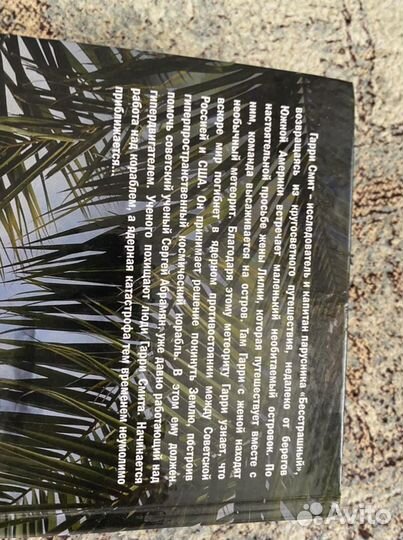 Гарри Смит – исследователь и капитан парусника «Бесстрашный»,
возвращаясь из кругосветного путешествия, недалеко от берегов
Южной Америки встречает маленький необитаемый островок. По
настоятельной просьбе жены Лилии, которая путешествует вместе с
ним, команда высаживается на остров. Там Гарри с женой находят
необычный метеорит. Благодаря этому метеориту Гарри узнает, что
вскоре мир погибнет в ядерном противостоянии между Советской
Россией и США. Он принимает решение покинуть Землю, построив
гиперпространственный космический корабль. В этом ему должен
помочь советский ученый Сергей Абрамян, уже давно работающий над
гипердвигателем. Ученого похищают люди Гарри Смита. Начинается
работа над кораблем, а ядерная катастрофа тем временем неумолимо
приближается.
Avito